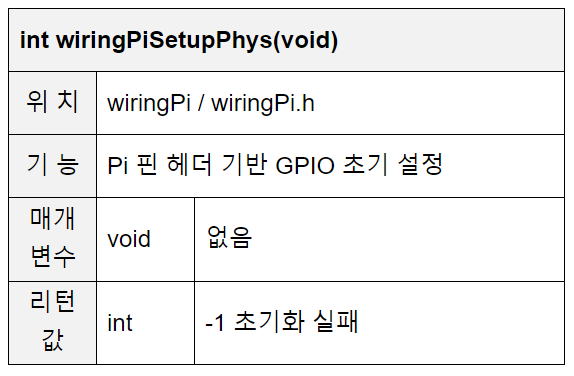 int wiringPiSetupPhys(void)
위 치 wiringPi / wiringPi.h
기 능 Pi 핀 헤더 기반 GPIO 초기 설정
매개
변수 void 없음
리턴
값 int -1 초기화 실패